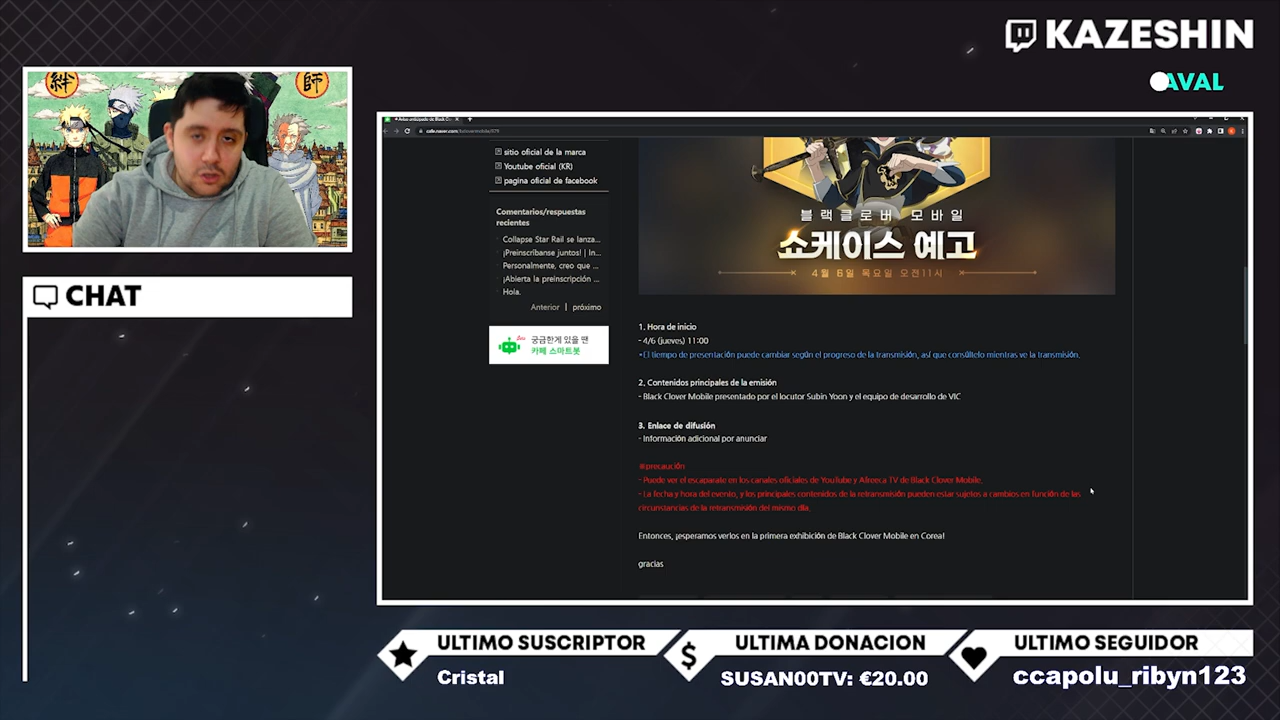 KAZESHIN
AVAL
絆
師
CHAT
sitio oficial de la marca
Youtube oficial (KR)
pagina oficial de facebook
Comentarios/respuestas
recientes
Collapse Star Rail se lanza...
¡Preinscríbanse juntos! | In...
Personalmente, creo que ...
¡Abierta la preinscripción ...
Hola.
Anterior | próximo
궁금한게 있을 땐
카페 스마트봇
블랙클로버 모바일
쇼케이스 예고
4월 6일 목요일 오전11시
1. Hora de inicio
- 4/6 (jueves) 11:00
*El tiempo de presentación puede cambiar según el progreso de la transmisión, así que consúltelo mientras ve la transmisión.
2. Contenidos principales de la emisión
- Black Clover Mobile presentado por el locutor Subin Yoon y el equipo de desarrollo de VIC
3. Enlace de difusión
- Información adicional por anunciar
※precaución
- Puede ver el escaparate en los canales oficiales de YouTube y Afreeca TV de Black Clover Mobile.
- La fecha y hora del evento, y los principales contenidos de la retransmisión pueden estar sujetos a cambios en función de las
circunstancias de la retransmisión del mismo día.
Entonces, ¡esperamos verlos en la primera exhibición de Black Clover Mobile en Corea!
gracias
ULTIMO SUSCRIPTOR
Cristal
ULTIMA DONACION
SUSAN00TV: €20.00
ULTIMO SEGUIDOR
ccapolu_ribyn123